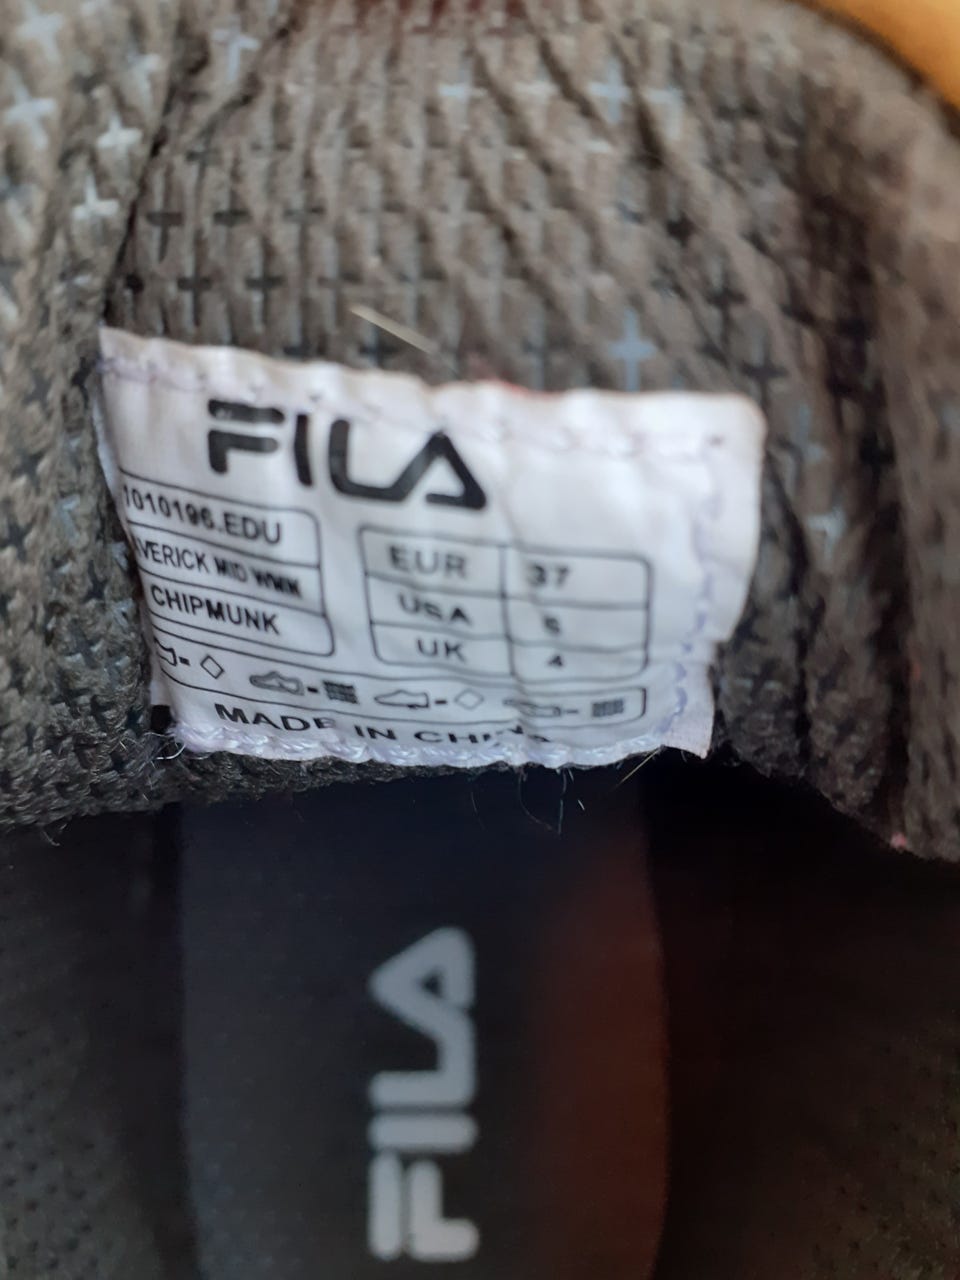 FILA
1010196.EDU
VERICK MID WMN
CHIPMUNK
EUR 37
USA 6
UK 4
MADE IN CHINA
FILA